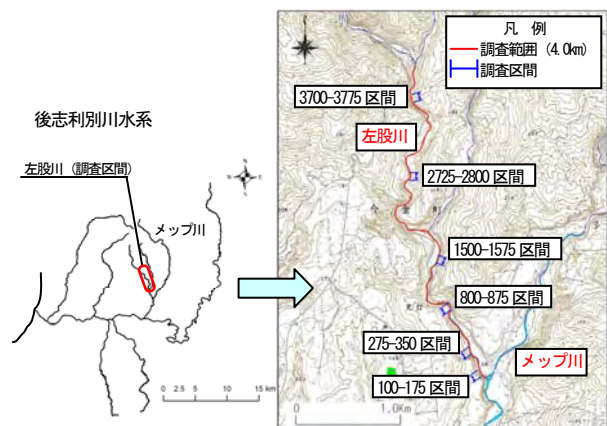 後志利別川水系
左股川（調査区間）
メップ川
N
W
E
S
0 2.5 5 10 15 km
凡 例
調査範囲（4.0km）
調査区間
3700-3775 区間
左股川
2725-2800 区間
今 金 町
1500-1575 区間
800-875 区間
275-350 区間
メップ川
100-175 区間
0 1.0Km